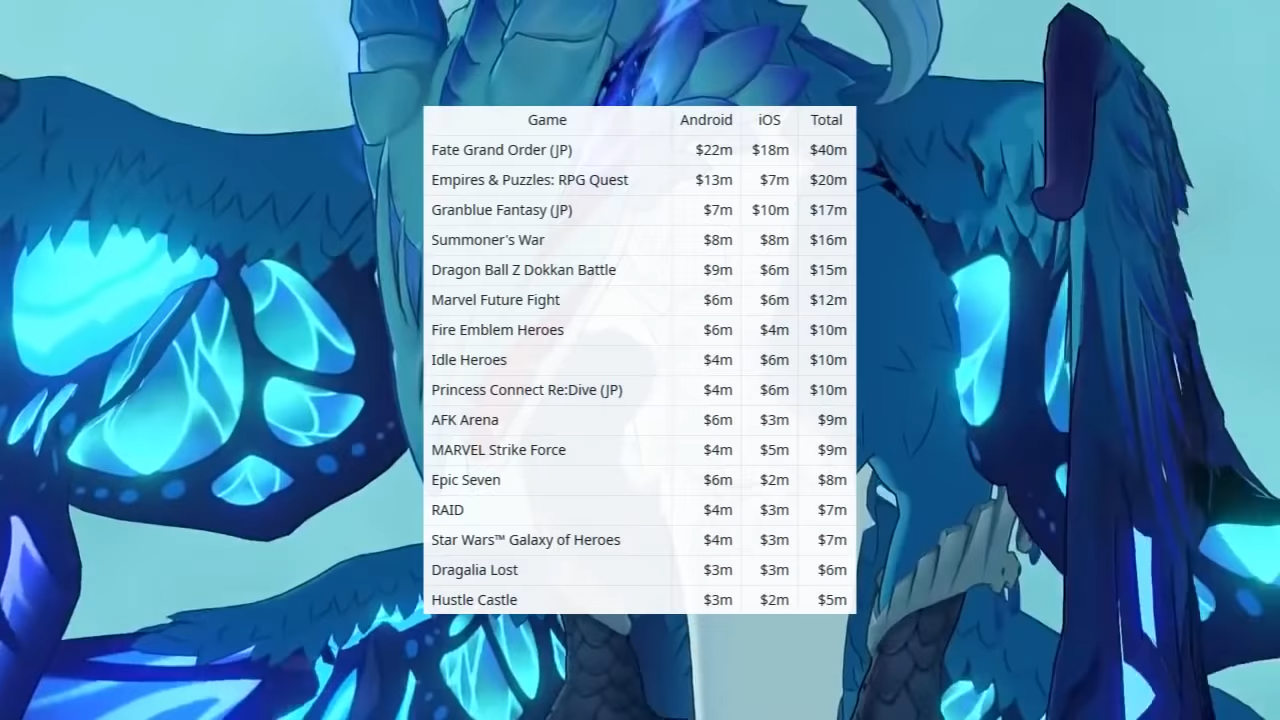 Game Android iOS Total
Fate Grand Order (JP) $22m $18m $40m
Empires & Puzzles: RPG Quest $13m $7m $20m
Granblue Fantasy (JP) $7m $10m $17m
Summoner's War $8m $8m $16m
Dragon Ball Z Dokkan Battle $9m $6m $15m
Marvel Future Fight $6m $6m $12m
Fire Emblem Heroes $6m $4m $10m
Idle Heroes $4m $6m $10m
Princess Connect Re:Dive (JP) $4m $6m $10m
AFK Arena $6m $3m $9m
MARVEL Strike Force $4m $5m $9m
Epic Seven $6m $2m $8m
RAID $4m $3m $7m
Star Wars™ Galaxy of Heroes $4m $3m $7m
Dragalia Lost $3m $3m $6m
Hustle Castle $3m $2m $5m